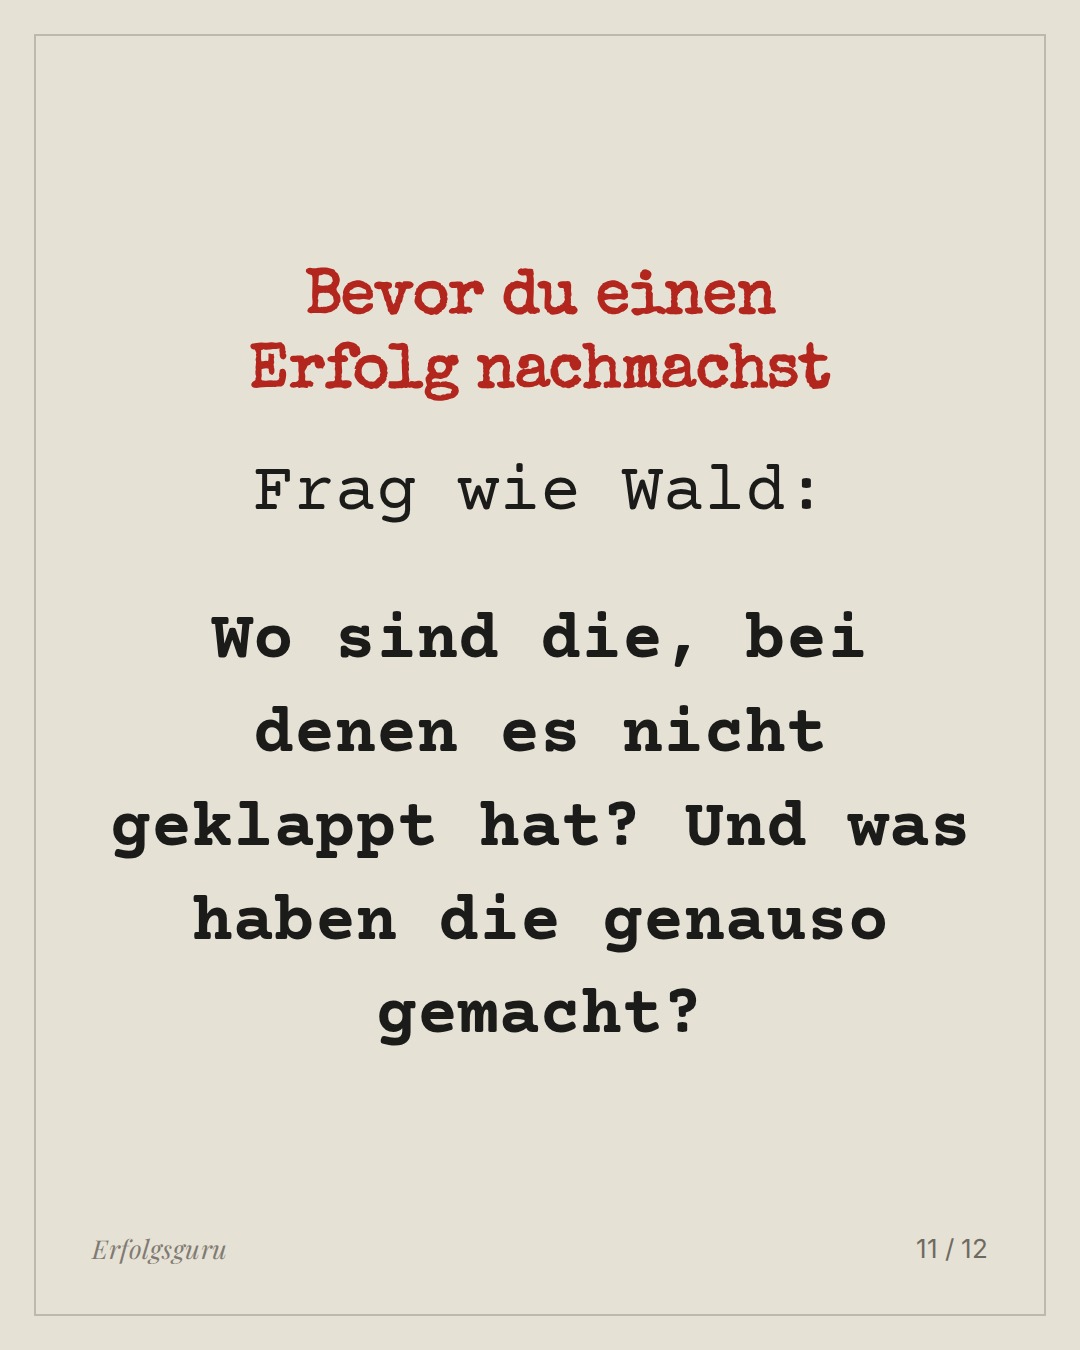 Bevor du einen
Erfolg nachmachst
Frag wie Wald:
Wo sind die, bei
denen es nicht
geklappt hat? Und was
haben die genauso
gemacht?
Erfolgsguru
11 / 12